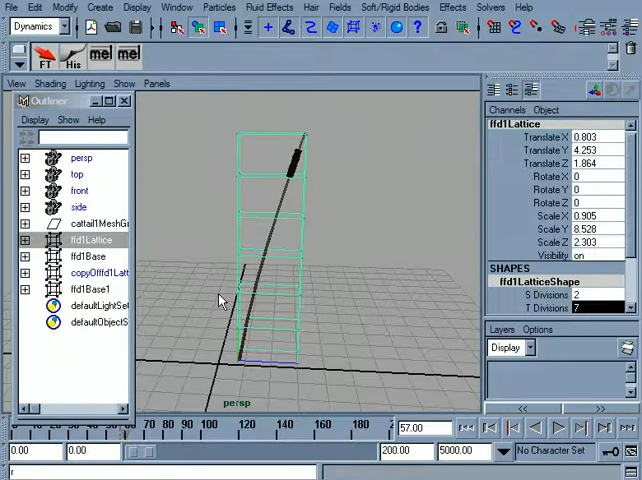 File Edit Modify Create Display Window Particles Fluid Effects Fields Soft/Rigid Bodies Effects Solvers Hair Help
Dynamics
FT His mel mel
View Shading Lighting Show Panels
Outliner
Display Show Help
persp
top
front
side
cattail1MeshGr
ffd1Lattice
ffd1Base
copyOfffd1Latt
ffd1Base1
defaultLightSe
defaultObjectS
persp
Channels Object
ffd1Lattice
Translate X 0.803
Translate Y 4.253
Translate Z 1.864
Rotate X 0
Rotate Y 0
Rotate Z 0
Scale X 0.905
Scale Y 8.528
Scale Z 2.303
Visibility on
SHAPES
ffd1LatticeShape
S Divisions 2
T Divisions 7
Layers Options
Display
<< >>
60 70 80 90 100 120 140 160 180 57.00
0.00 0.00 200.00 5000.00 No Character Set
r